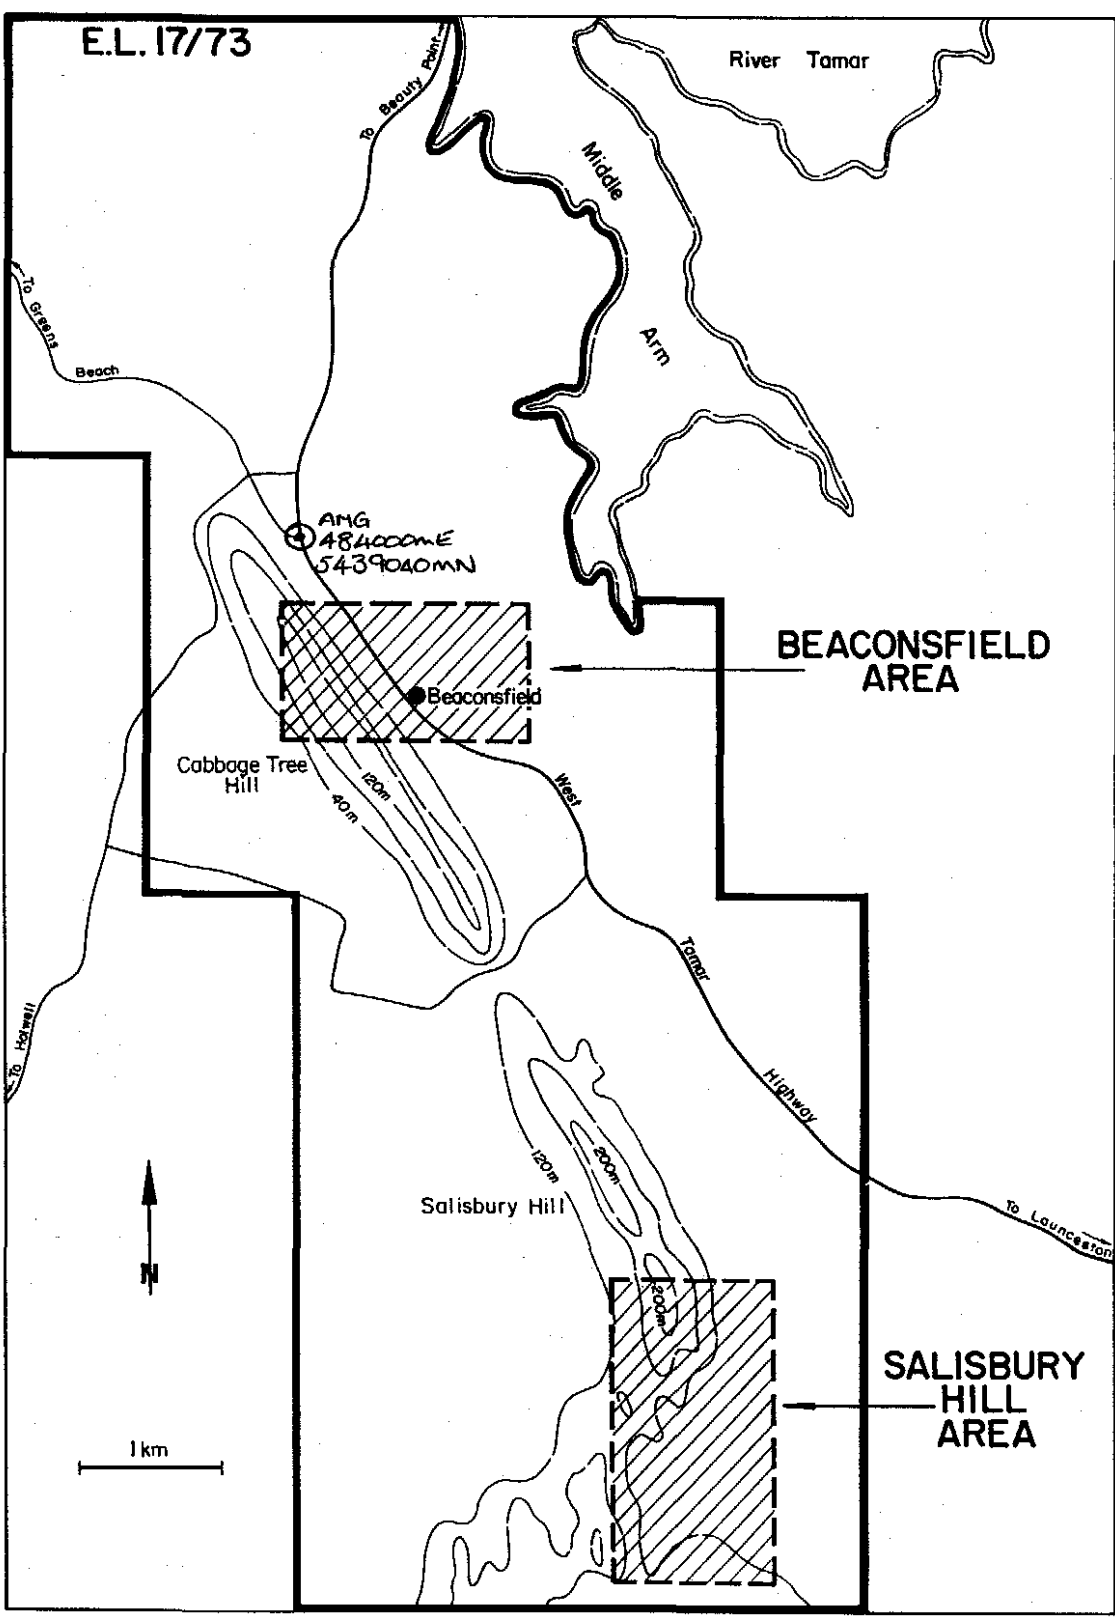 E.L. 17/73
River Tamar
To Beauty Point
Middle
Arm
To Greens
Beach
AMG
484000mE
5439040MN
BEACONSFIELD
AREA
Beaconsfield
Cabbage Tree
Hill
120m
40m
West
Tamar
Highway
To Holwell
120m
200m
Salisbury Hill
To Launceston
N
200m
SALISBURY
HILL
AREA
1km